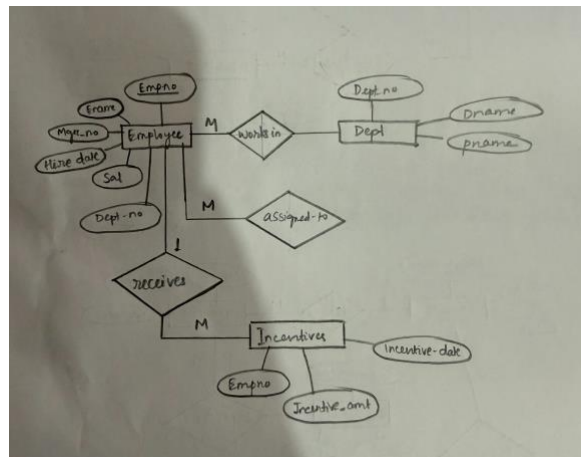 Empno
Dept no
Ename
Mgr_no
Employee
M
works in
Dept
Dname
pname
Hire date
Sal
Dept-no
M
assigned-to
1
receives
M
Incentives
Incentive-date
Empno
Incentive_amt